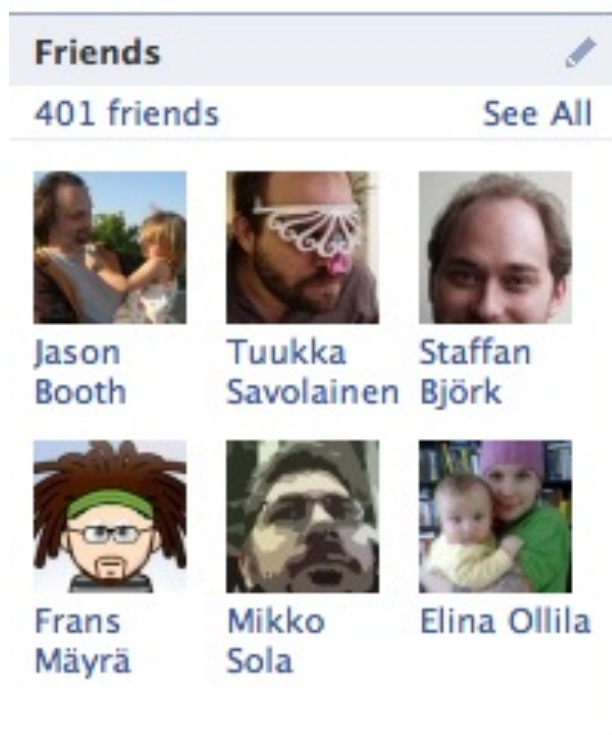 Friends
401 friends See All
Jason
Booth
Tuukka
Savolainen
Staffan
Björk
Frans
Mäyrä
Mikko
Sola
Elina Ollila